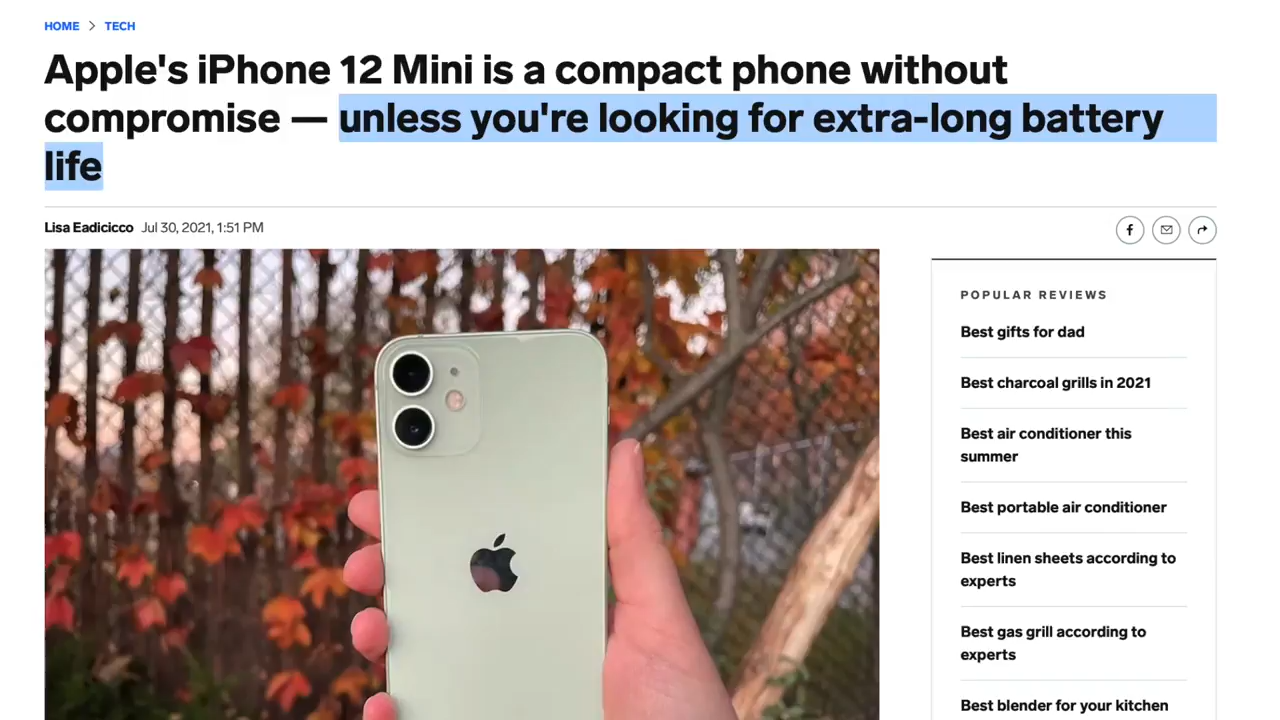 HOME > TECH
Apple's iPhone 12 Mini is a compact phone without
compromise — unless you're looking for extra-long battery
life
Lisa Eadicicco Jul 30, 2021, 1:51 PM
POPULAR REVIEWS
Best gifts for dad
Best charcoal grills in 2021
Best air conditioner this
summer
Best portable air conditioner
Best linen sheets according to
experts
Best gas grill according to
experts
Best blender for your kitchen